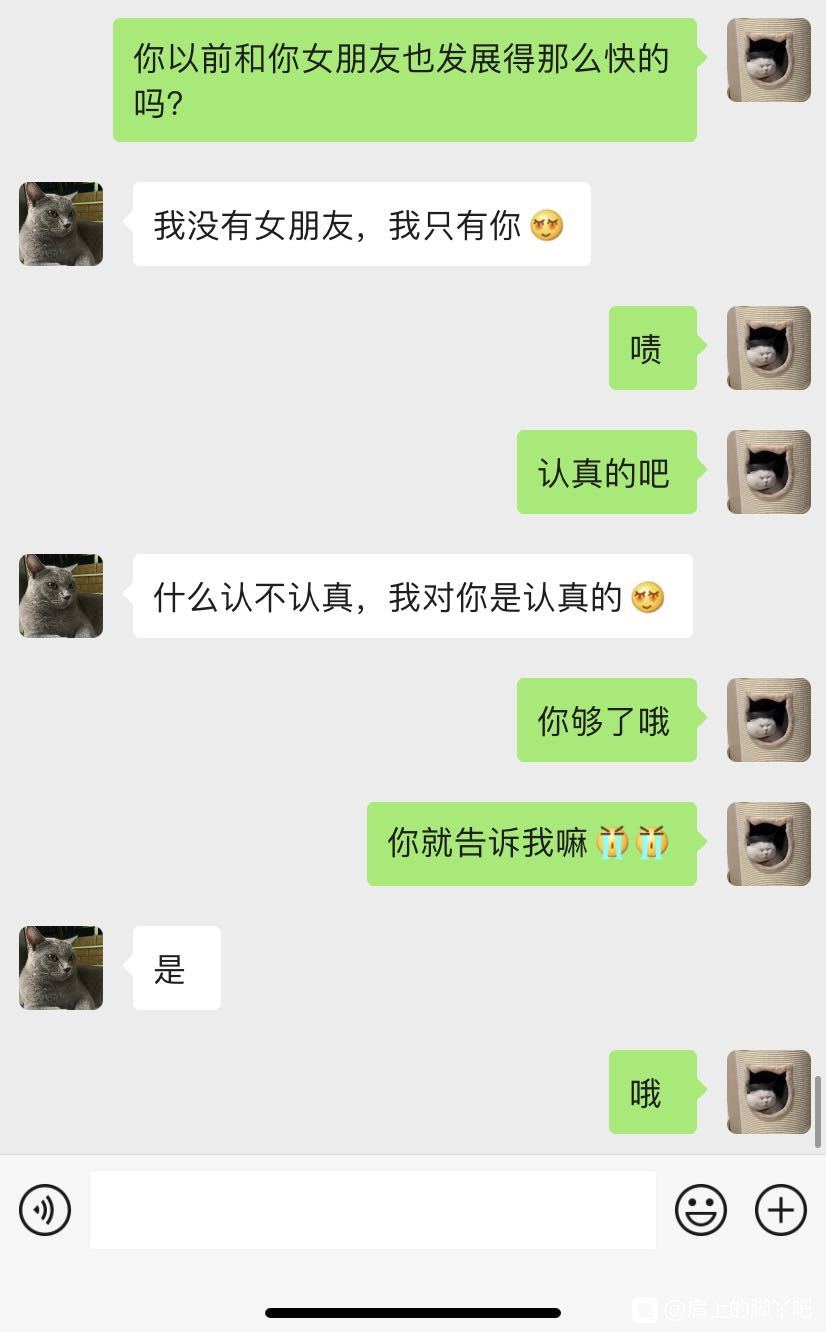 你以前和你女朋友也发展得那么快的
吗?
我没有女朋友，我只有你
啧
认真的吧
什么认不认真，我对你是认真的
你够了哦
你就告诉我嘛
是
哦
贴 @肩上的脚丫吧